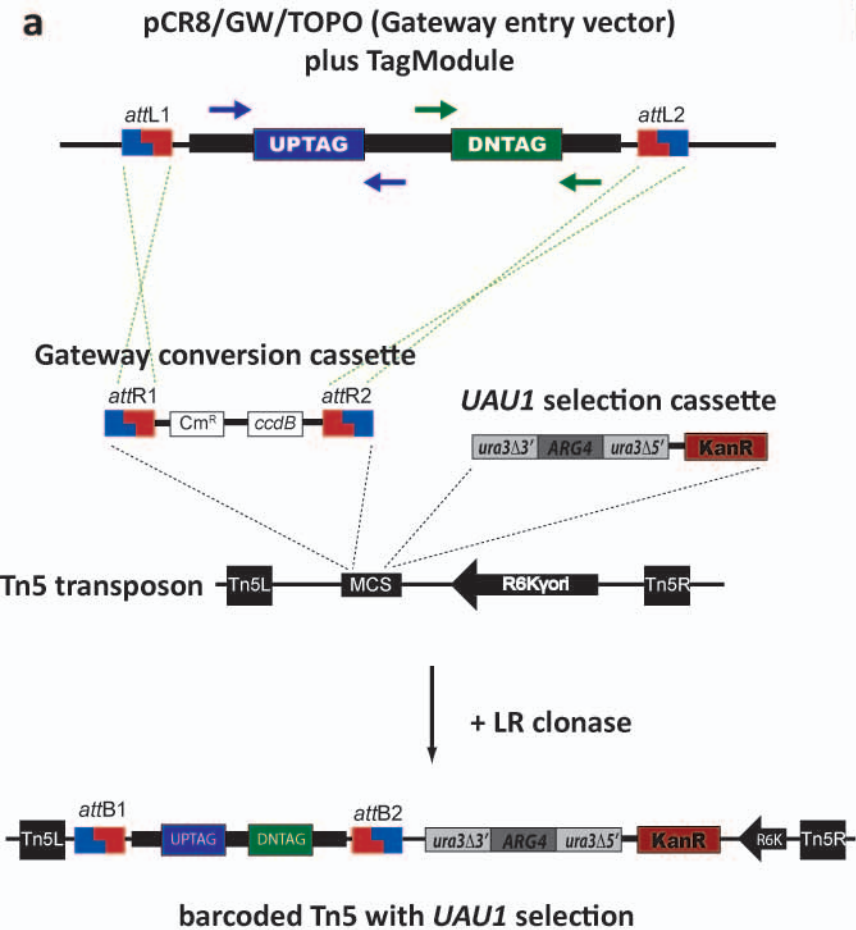 a
pCR8/GW/TOPO (Gateway entry vector)
plus TagModule
attL1
attL2
UPTAG
DNTAG
Gateway conversion cassette
attR1
attR2
CmR
ccdB
UAU1 selection cassette
ura3Δ3′ ARG4 ura3Δ5′ KanR
Tn5 transposon
Tn5L
MCS
R6Kγori
Tn5R
+ LR clonase
attB1
attB2
Tn5L
UPTAG
DNTAG
ura3Δ3′ ARG4 ura3Δ5′
KanR
R6K
Tn5R
barcoded Tn5 with UAU1 selection